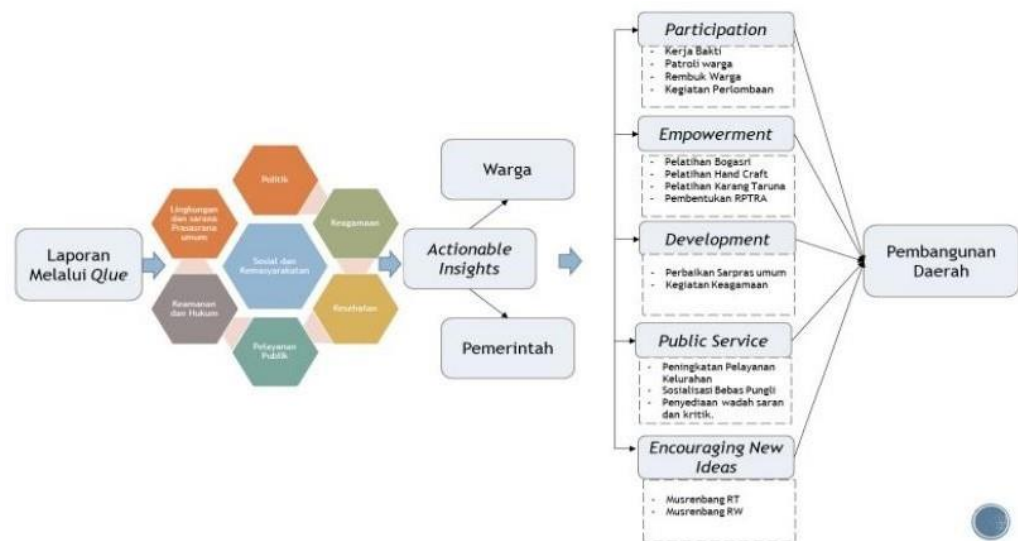 Laporan
Melalui Qlue
Politik
Lingkungan
dan sarana
Prasarana
umum
Keagamaan
Sosial dan
Kemasyarakatan
Keamanan
dan Hukum
Kesehatan
Pelayanan
Publik
Warga
Actionable
Insights
Pemerintah
Participation
- Kerja Bakti
- Patroli warga
- Rembuk Warga
- Kegiatan Perlombaan
Empowerment
- Pelatihan Bogasri
- Pelatihan Hand Craft
- Pelatihan Karang Taruna
- Pembentukan RPTRA
Development
- Perbaikan Sarpras umum
- Kegiatan Keagamaan
Public Service
- Peningkatan Pelayanan
Kelurahan
- Sosialisasi Bebas Pungli
- Penyediaan wadah saran
dan kritik.
Encouraging New
Ideas
- Musrenbang RT
- Musrenbang RW
Pembangunan
Daerah